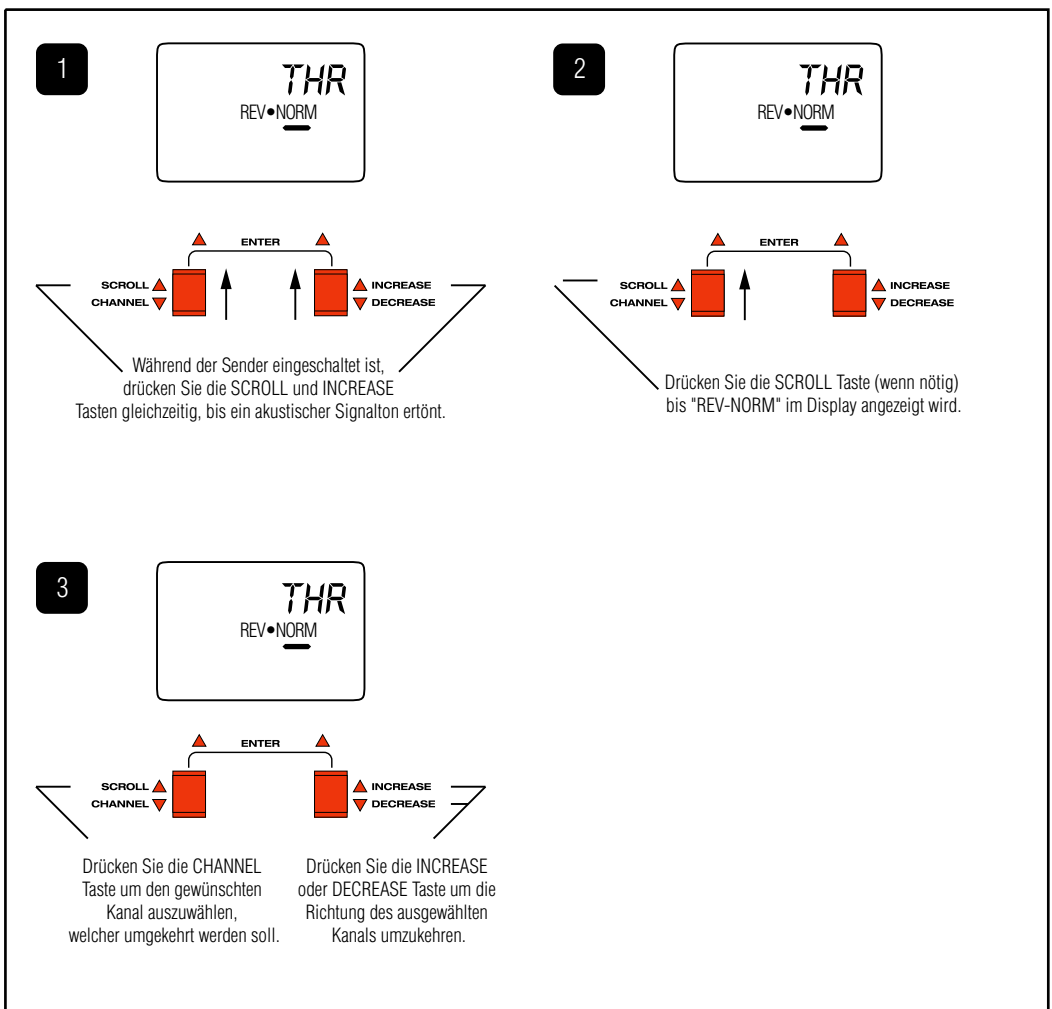 1
THR
REV•NORM
ENTER
SCROLL
CHANNEL
INCREASE
DECREASE
Während der Sender eingeschaltet ist,
drücken Sie die SCROLL und INCREASE
Tasten gleichzeitig, bis ein akustischer Signalton ertönt.
2
THR
REV•NORM
ENTER
SCROLL
CHANNEL
INCREASE
DECREASE
Drücken Sie die SCROLL Taste (wenn nötig)
bis "REV-NORM" im Display angezeigt wird.
3
THR
REV•NORM
ENTER
SCROLL
CHANNEL
INCREASE
DECREASE
Drücken Sie die CHANNEL
Taste um den gewünschten
Kanal auszuwählen,
welcher umgekehrt werden soll.
Drücken Sie die INCREASE
oder DECREASE Taste um die
Richtung des ausgewählten
Kanals umzukehren.